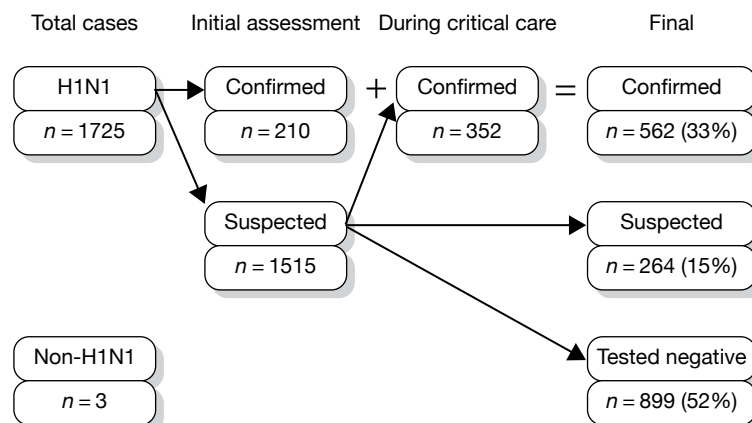 Total cases Initial assessment During critical care Final
H1N1 Confirmed + Confirmed = Confirmed
n = 1725 n = 210 n = 352 n = 562 (33%)
Suspected Suspected
n = 1515 n = 264 (15%)
Non-H1N1 Tested negative
n = 3 n = 899 (52%)